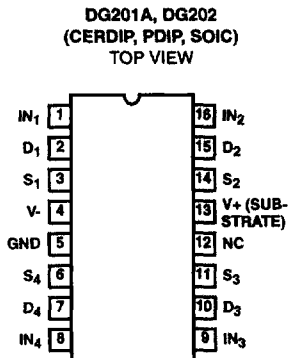 DG201A, DG202
(CERDIP, PDIP, SOIC)
TOP VIEW
IN1 1 16 IN2
D1 2 15 D2
S1 3 14 S2
V- 4 13 V+ (SUB-
STRATE)
GND 5 12 NC
S4 6 11 S3
D4 7 10 D3
IN4 8 9 IN3